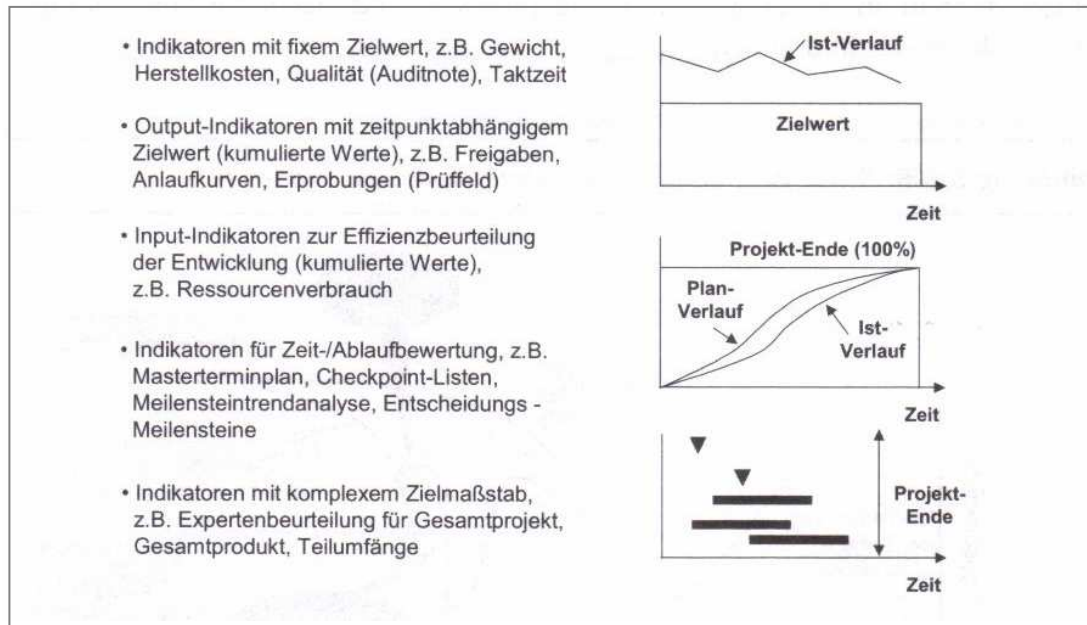 • Indikatoren mit fixem Zielwert, z.B. Gewicht,
Herstellkosten, Qualität (Auditnote), Taktzeit
• Output-Indikatoren mit zeitpunktabhängigem
Zielwert (kumulierte Werte), z.B. Freigaben,
Anlaufkurven, Erprobungen (Prüffeld)
• Input-Indikatoren zur Effizienzbeurteilung
der Entwicklung (kumulierte Werte),
z.B. Ressourcenverbrauch
• Indikatoren für Zeit-/Ablaufbewertung, z.B.
Masterterminplan, Checkpoint-Listen,
Meilensteintrendanalyse, Entscheidungs -
Meilensteine
• Indikatoren mit komplexem Zielmaßstab,
z.B. Expertenbeurteilung für Gesamtprojekt,
Gesamtprodukt, Teilumfänge
Ist-Verlauf
Zielwert
Zeit
Projekt-Ende (100%)
Plan-
Verlauf
Ist-
Verlauf
Zeit
Projekt-
Ende
Zeit